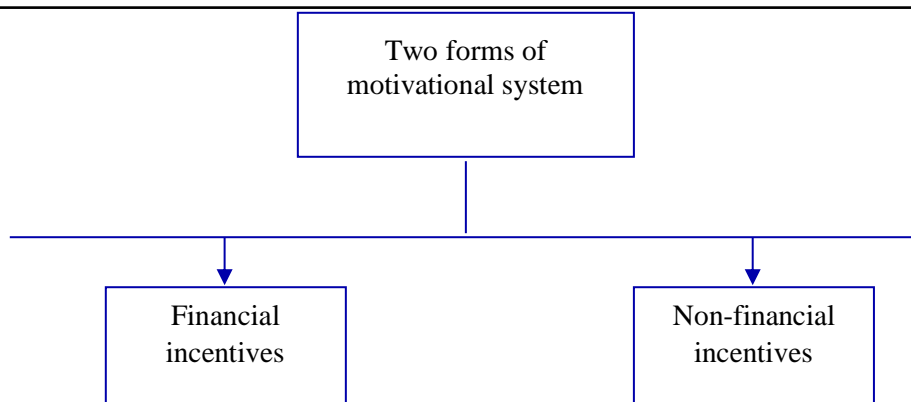 Two forms of
motivational system
Financial
incentives
Non-financial
incentives